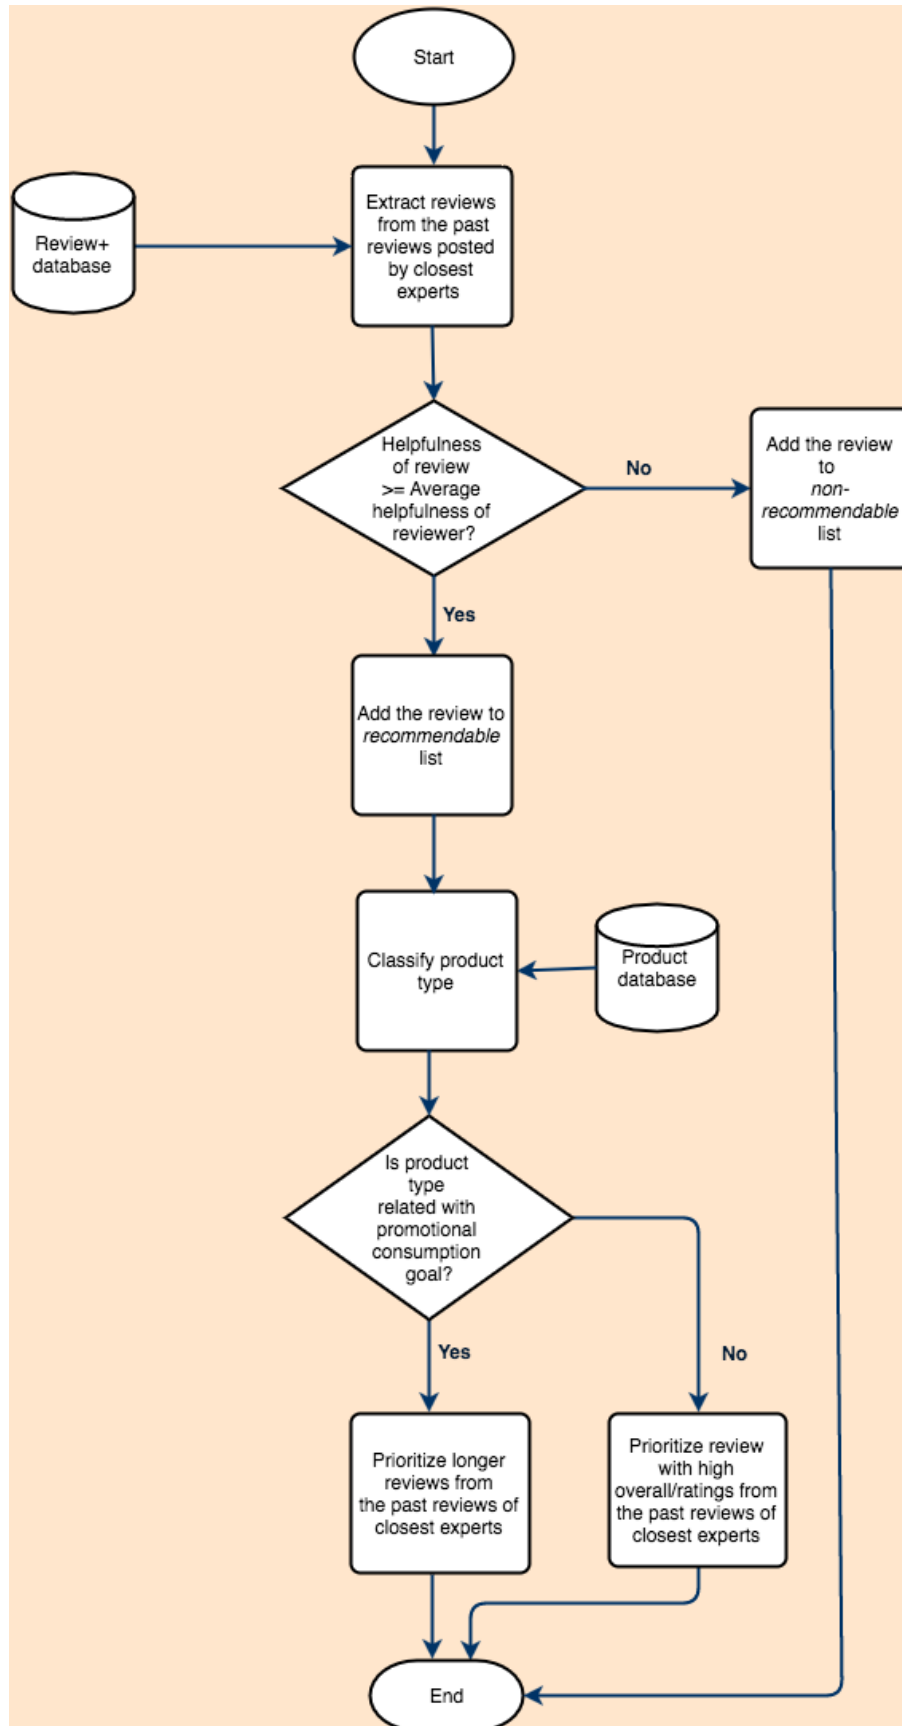 Start
Extract reviews
from the past
reviews posted
by closest
experts
Review+
database
Helpfulness
of review
>= Average
helpfulness of
reviewer?
No
Add the review
to
non-
recommendable
list
Yes
Add the review to
recommendable
list
Classify product
type
Product
database
Is product
type
related with
promotional
consumption
goal?
Yes
No
Prioritize longer
reviews from
the past reviews of
closest experts
Prioritize review
with high
overall/ratings from
the past reviews of
closest experts
End